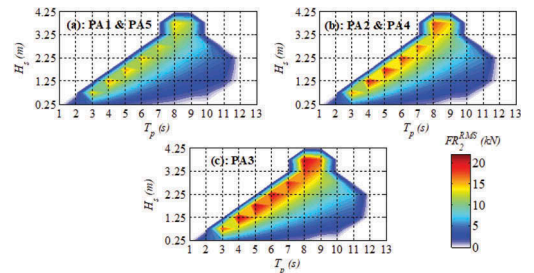 (a): PA1 & PA5
4.25
3.25
2.25
1.25
0.25
H_s (m)
1 2 3 4 5 6 7 8 9 10 11 12 13
T_p (s)
(b): PA2 & PA4
4.25
3.25
2.25
1.25
0.25
H_s (m)
1 2 3 4 5 6 7 8 9 10 11 12 13
T_p (s)
(c): PA3
4.25
3.25
2.25
1.25
0.25
H_s (m)
1 2 3 4 5 6 7 8 9 10 11 12 13
T_p (s)
FR_2^RMS (kN)
20
15
10
5
0